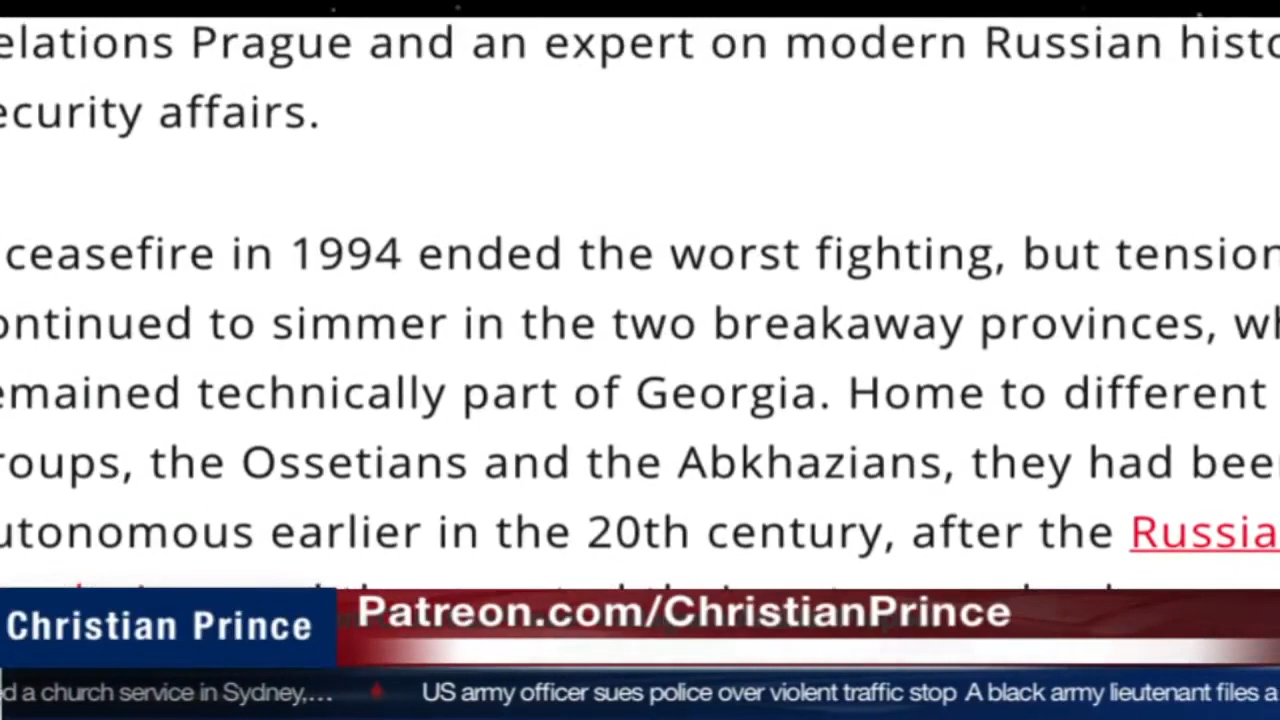 elations Prague and an expert on modern Russian histo
ecurity affairs.
ceasefire in 1994 ended the worst fighting, but tension
ontinued to simmer in the two breakaway provinces, wh
emained technically part of Georgia. Home to different
roups, the Ossetians and the Abkhazians, they had been
utonomous earlier in the 20th century, after the Russia
Christian Prince
Patreon.com/ChristianPrince
d a church service in Sydney,… US army officer sues police over violent traffic stop A black army lieutenant files a